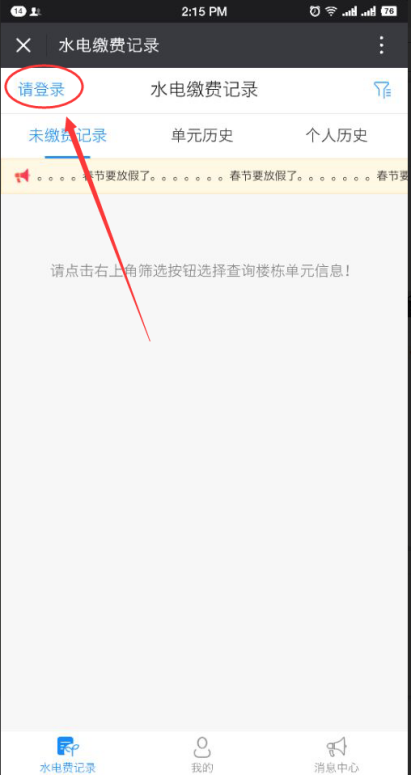 14 2:15 PM 76
水电缴费记录
请登录 水电缴费记录
未缴费记录 单元历史 个人历史
。。。。春节要放假了。。。。。。。春节要放假了。。。。。。。春节要
请点击右上角筛选按钮选择查询楼栋单元信息！
水电费记录 我的 消息中心